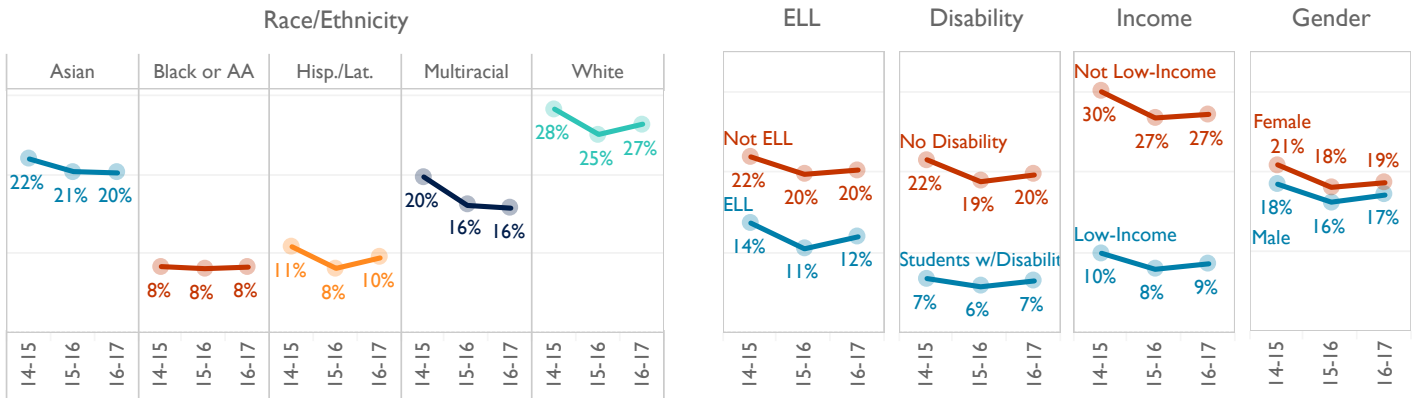 Race/Ethnicity ELL Disability Income Gender
Asian Black or AA Hisp./Lat. Multiracial White
22% 21% 20%
8% 8% 8%
11% 8% 10%
20% 16% 16%
28% 25% 27%
Not ELL
22% 20% 20%
ELL
14% 11% 12%
No Disability
22% 19% 20%
Students w/Disabilit
7% 6% 7%
Not Low-Income
30% 27% 27%
Low-Income
10% 8% 9%
Female
21% 18% 19%
18% 16% 17%
Male
14-15 15-16 16-17 14-15 15-16 16-17 14-15 15-16 16-17 14-15 15-16 16-17 14-15 15-16 16-17 14-15 15-16 16-17 14-15 15-16 16-17 14-15 15-16 16-17 14-15 15-16 16-17